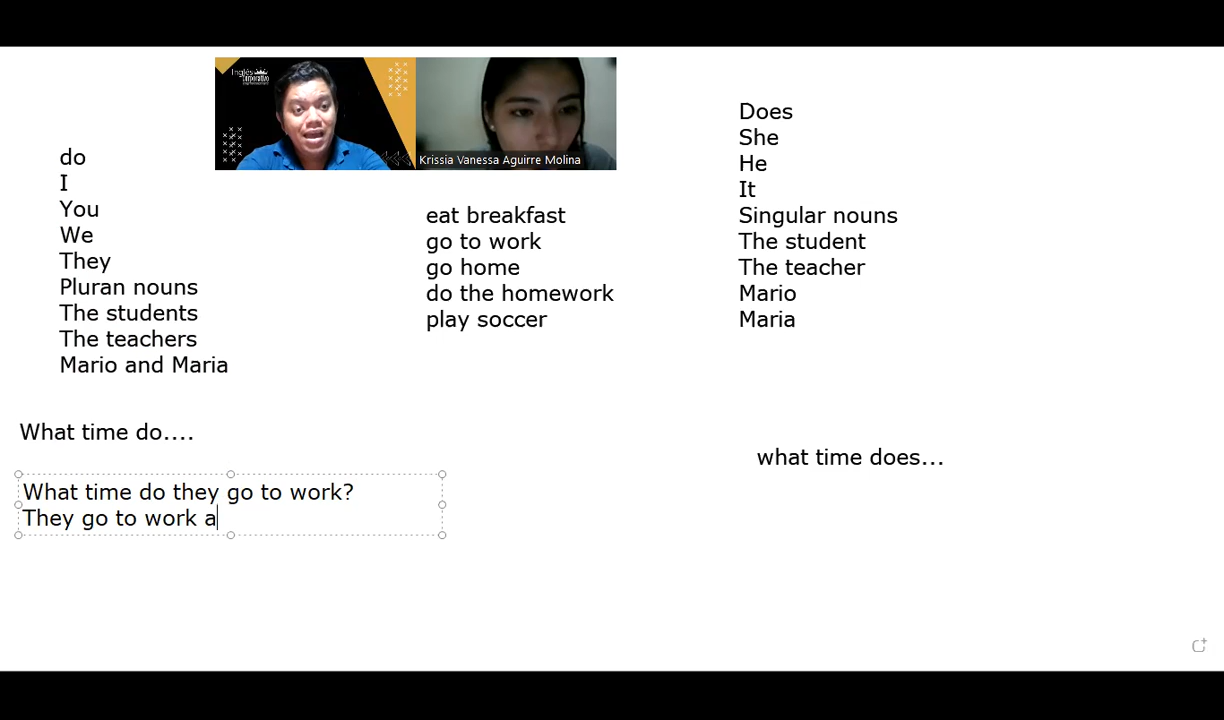 Inglés
Corporativo
Krissia Vanessa Aguirre Molina
do
I
You
We
They
Pluran nouns
The students
The teachers
Mario and Maria
eat breakfast
go to work
go home
do the homework
play soccer
Does
She
He
It
Singular nouns
The student
The teacher
Mario
Maria
What time do....
what time does...
What time do they go to work?
They go to work a